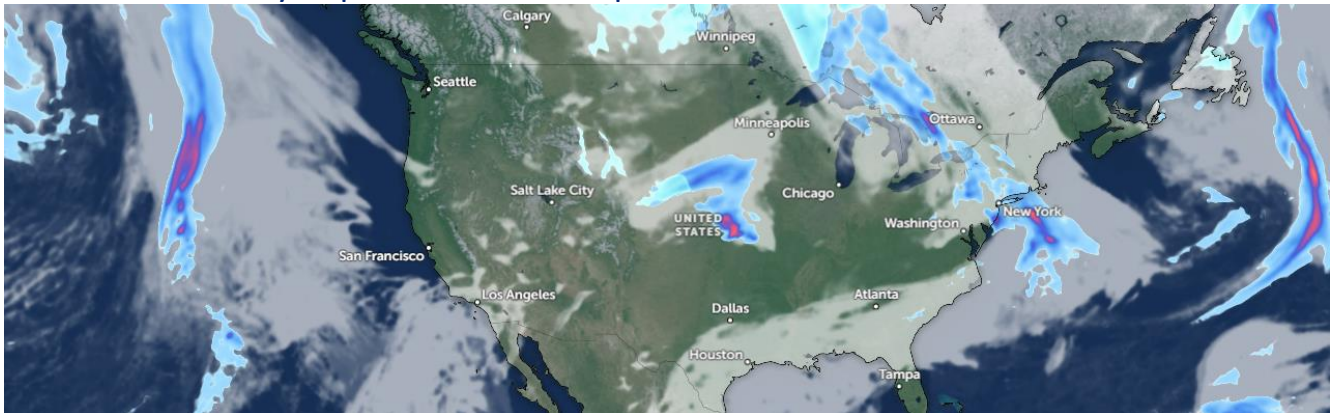 Calgary
Winnipeg
Seattle
Ottawa
Minneapolis
Salt Lake City
Chicago
UNITED
STATES
New York
Washington
San Francisco
Los Angeles
Dallas
Atlanta
Houston
Tampa